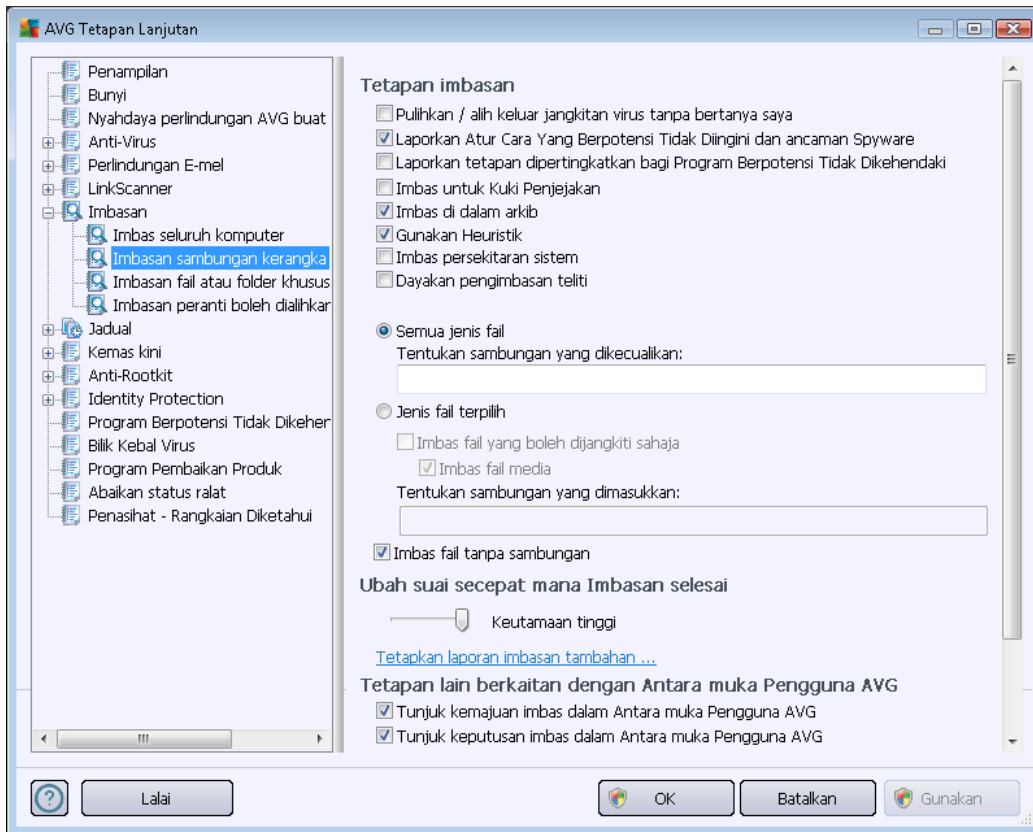 AVG Tetapan Lanjutan
Penampilan
Bunyi
Nyahdaya perlindungan AVG buat
Anti-Virus
Perlindungan E-mel
LinkScanner
Imbasan
Imbas seluruh komputer
Imbasan sambungan kerangka
Imbasan fail atau folder khusus
Imbasan peranti boleh dialihkan
Jadual
Kemas kini
Anti-Rootkit
Identity Protection
Program Berpotensi Tidak Dikeher
Bilik Kebal Virus
Program Pembaikan Produk
Abaikan status ralat
Penasihat - Rangkaian Diketahui
Tetapan imbasan
Pulihkan / alih keluar jangkitan virus tanpa bertanya saya
Laporkan Atur Cara Yang Berpotensi Tidak Diingini dan ancaman Spyware
Laporkan tetapan dipertingkatkan bagi Program Berpotensi Tidak Dikehendaki
Imbas untuk Kuki Penjejakan
Imbas di dalam arkib
Gunakan Heuristik
Imbas persekitaran sistem
Dayakan pengimbasan teliti
Semua jenis fail
Tentukan sambungan yang dikecualikan:
Jenis fail terpilih
Imbas fail yang boleh dijangkiti sahaja
Imbas fail media
Tentukan sambungan yang dimasukkan:
Imbas fail tanpa sambungan
Ubah suai secepat mana Imbasan selesai
Keutamaan tinggi
Tetapkan laporan imbasan tambahan ...
Tetapan lain berkaitan dengan Antara muka Pengguna AVG
Tunjuk kemajuan imbas dalam Antara muka Pengguna AVG
Tunjuk keputusan imbas dalam Antara muka Pengguna AVG
Lalai
OK
Batalkan
Gunakan